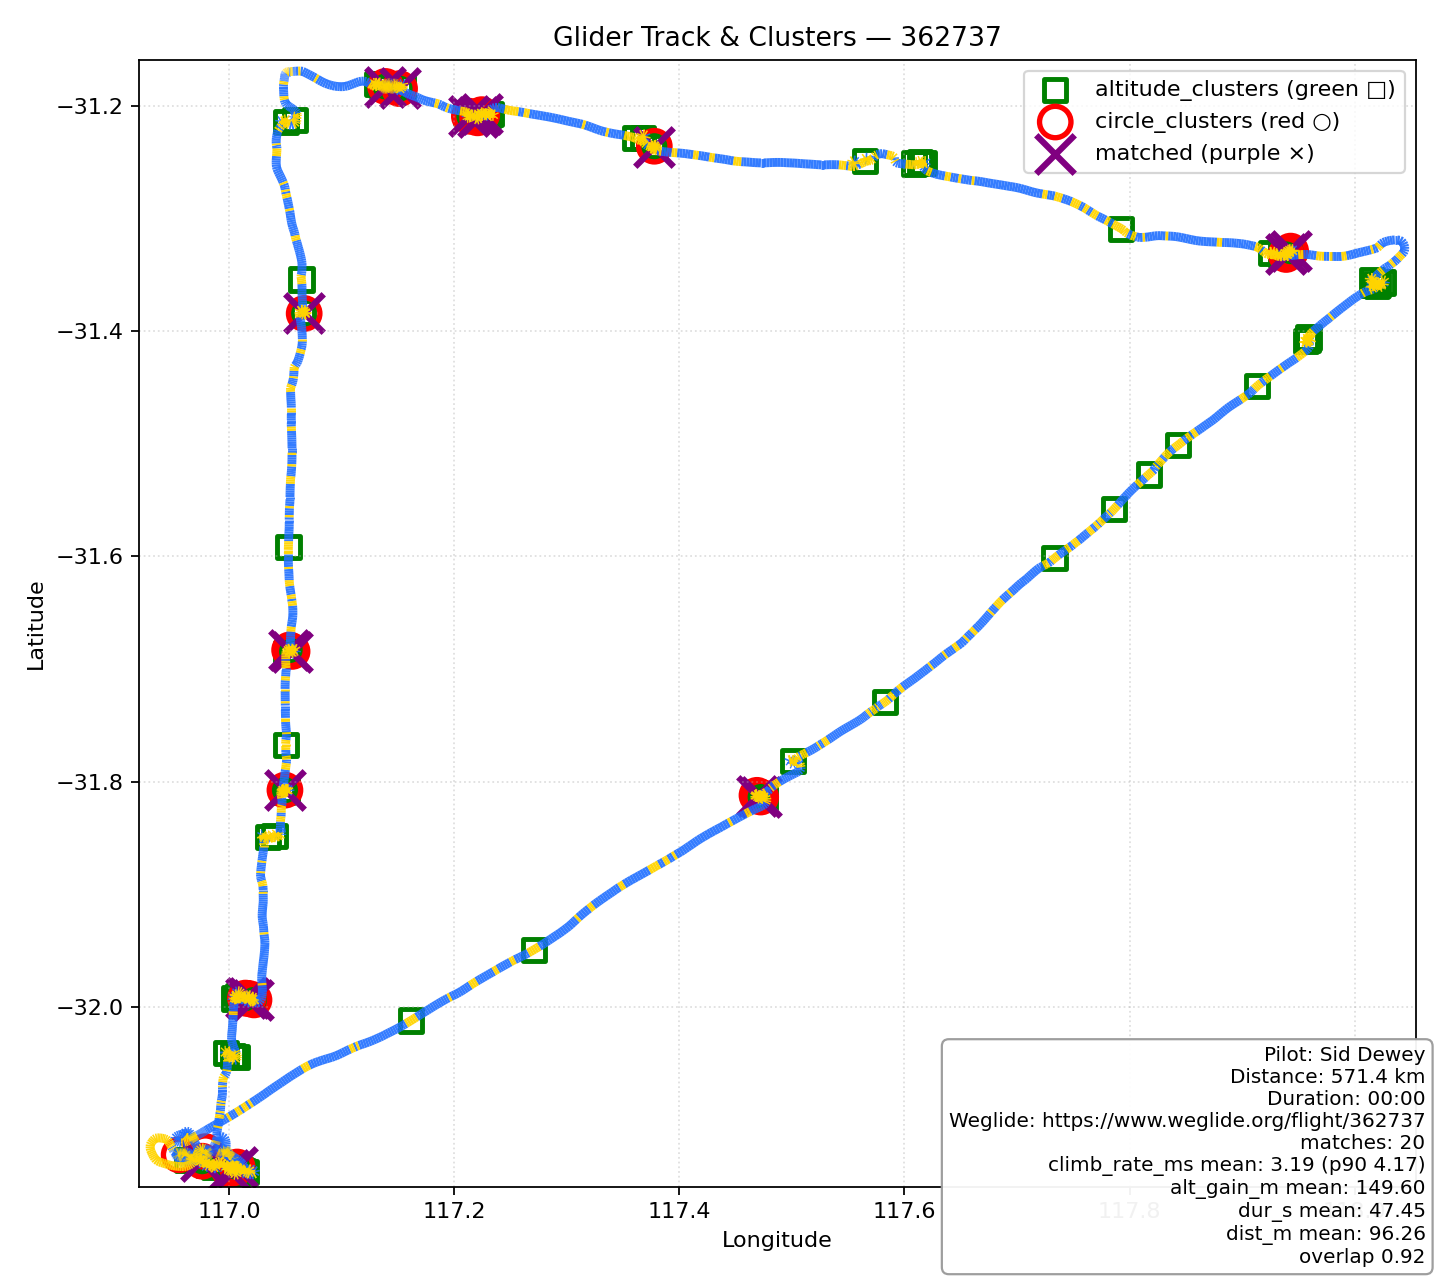 Glider Track & Clusters — 362737
altitude_clusters (green □)
circle_clusters (red ○)
matched (purple ×)
−31.2
−31.4
−31.6
−31.8
−32.0
Latitude
117.0
117.2
117.4
117.6
117.8
Longitude
Pilot: Sid Dewey
Distance: 571.4 km
Duration: 00:00
Weglide: https://www.weglide.org/flight/362737
matches: 20
climb_rate_ms mean: 3.19 (p90 4.17)
alt_gain_m mean: 149.60
dur_s mean: 47.45
dist_m mean: 96.26
overlap 0.92